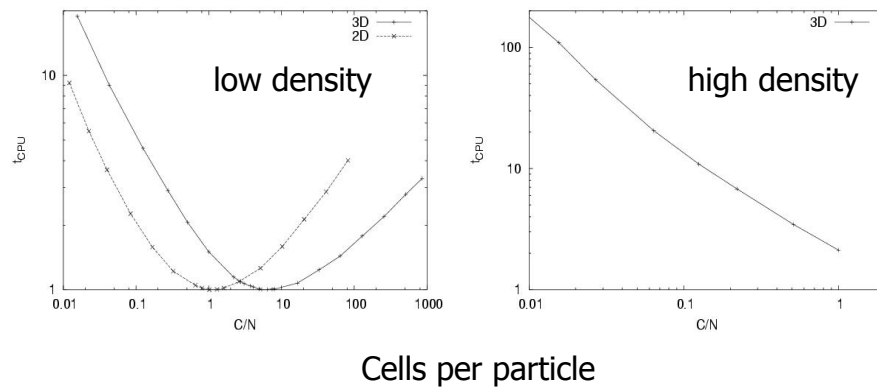 3D
2D
10
1
t_CPU
low density
0.01
0.1
1
10
100
1000
C/N
3D
100
10
1
t_CPU
high density
0.01
0.1
1
C/N
Cells per particle